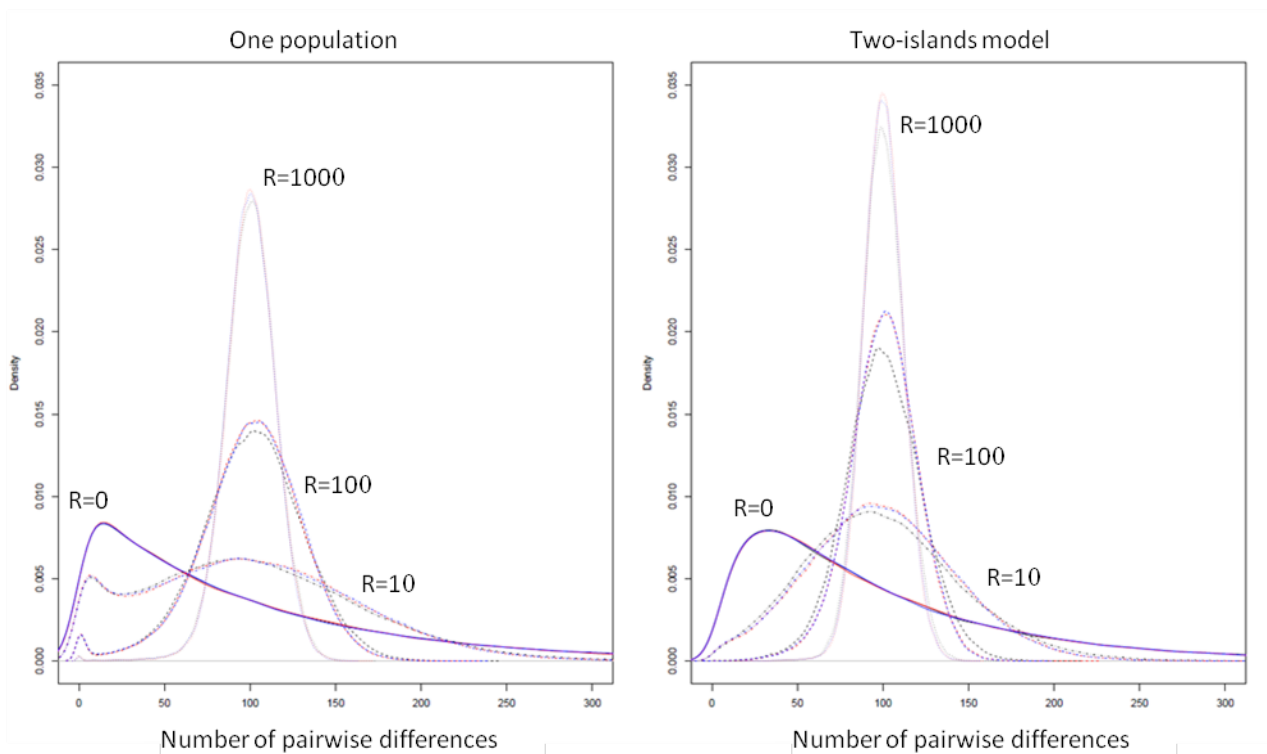 One population
Two-islands model
0.035
0.030
0.025
0.020
0.015
0.010
0.005
0.000
Density
R=1000
R=0
R=100
R=10
0 50 100 150 200 250 300
Number of pairwise differences
0.035
0.030
0.025
0.020
0.015
0.010
0.005
0.000
Density
R=1000
R=100
R=0
R=10
0 50 100 150 200 250 300
Number of pairwise differences